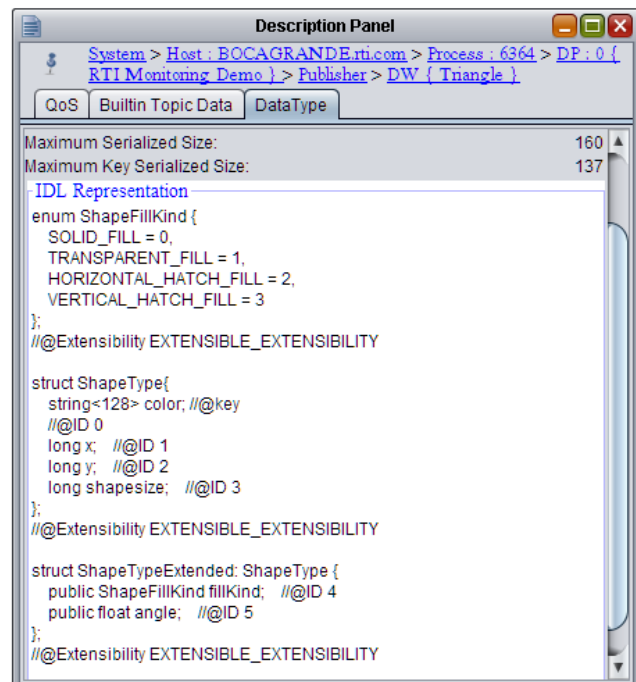 Description Panel
System > Host : BOCAGRANDE.rti.com > Process : 6364 > DP : 0 {
RTI Monitoring Demo } > Publisher > DW { Triangle }
QoS Builtin Topic Data DataType
Maximum Serialized Size: 160
Maximum Key Serialized Size: 137
IDL Representation
enum ShapeFillKind {
SOLID_FILL = 0,
TRANSPARENT_FILL = 1,
HORIZONTAL_HATCH_FILL = 2,
VERTICAL_HATCH_FILL = 3
};
//@Extensibility EXTENSIBLE_EXTENSIBILITY
struct ShapeType{
string<128> color; //@key
//@ID 0
long x; //@ID 1
long y; //@ID 2
long shapesize; //@ID 3
};
//@Extensibility EXTENSIBLE_EXTENSIBILITY
struct ShapeTypeExtended: ShapeType {
public ShapeFillKind fillKind; //@ID 4
public float angle; //@ID 5
};
//@Extensibility EXTENSIBLE_EXTENSIBILITY